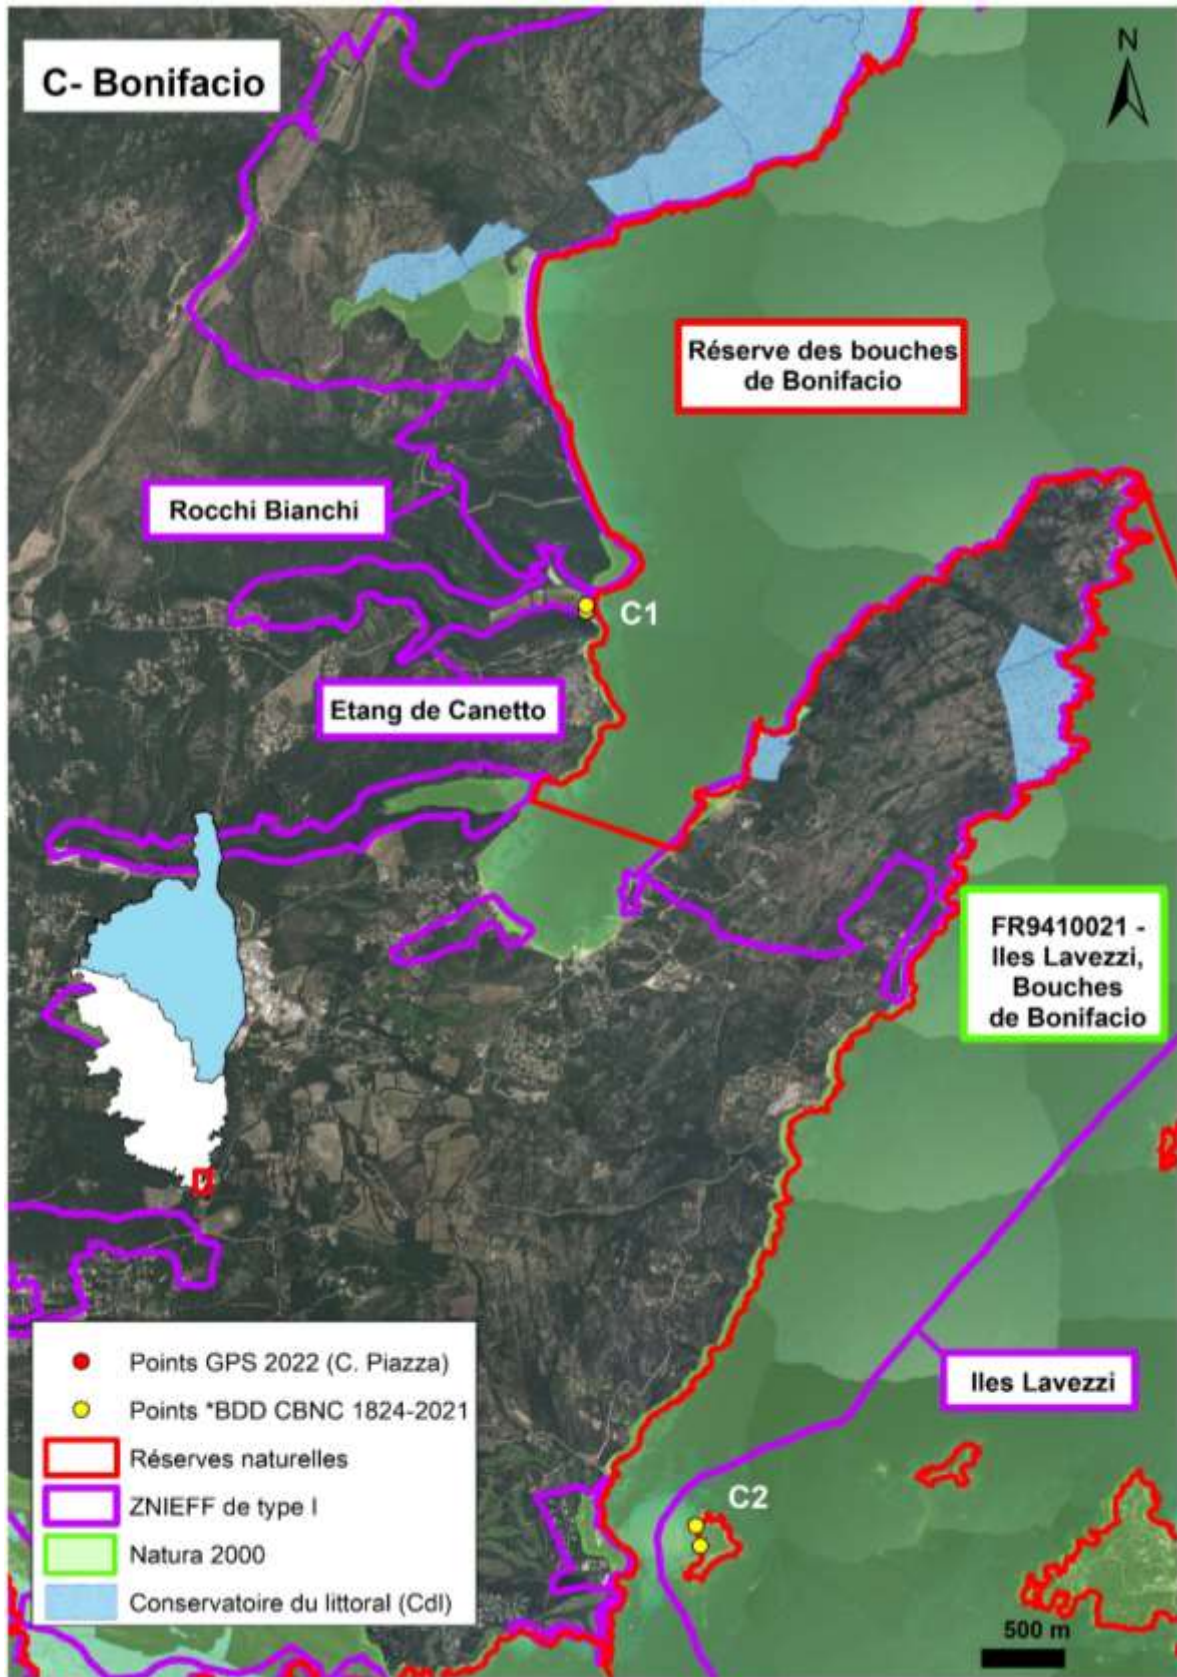 C- Bonifacio
N
Réserve des bouches
de Bonifacio
Rocchi Bianchi
C1
Etang de Canetto
FR9410021 -
Iles Lavezzi,
Bouches
de Bonifacio
Iles Lavezzi
C2
Points GPS 2022 (C. Piazza)
Points *BDD CBNC 1824-2021
Réserves naturelles
ZNIEFF de type I
Natura 2000
Conservatoire du littoral (Cdl)
500 m